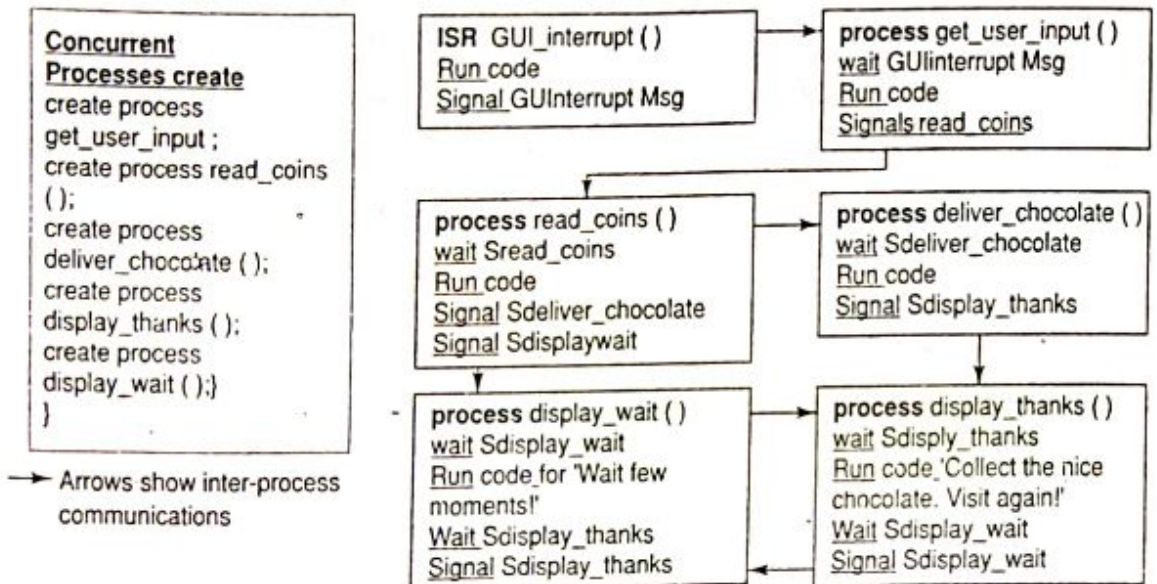 Concurrent
Processes create
create process
get_user_input ;
create process read_coins
( );
create process
deliver_chocolate ( );
create process
display_thanks ( );
create process
display_wait ( );}
}
→ Arrows show inter-process
communications
ISR GUI_interrupt ( )
Run code
Signal GUInterrupt Msg
process get_user_input ( )
wait GUIinterrupt Msg
Run code
Signals read_coins
process read_coins ( )
wait Sread_coins
Run code
Signal Sdeliver_chocolate
Signal Sdisplaywait
process deliver_chocolate ( )
wait Sdeliver_chocolate
Run code
Signal Sdisplay_thanks
process display_wait ( )
wait Sdisplay_wait
Run code for 'Wait few
moments!'
Wait Sdisplay_thanks
Signal Sdisplay_thanks
process display_thanks ( )
wait Sdisply_thanks
Run code 'Collect the nice
chocolate. Visit again!'
Wait Sdisplay_wait
Signal Sdisplay_wait